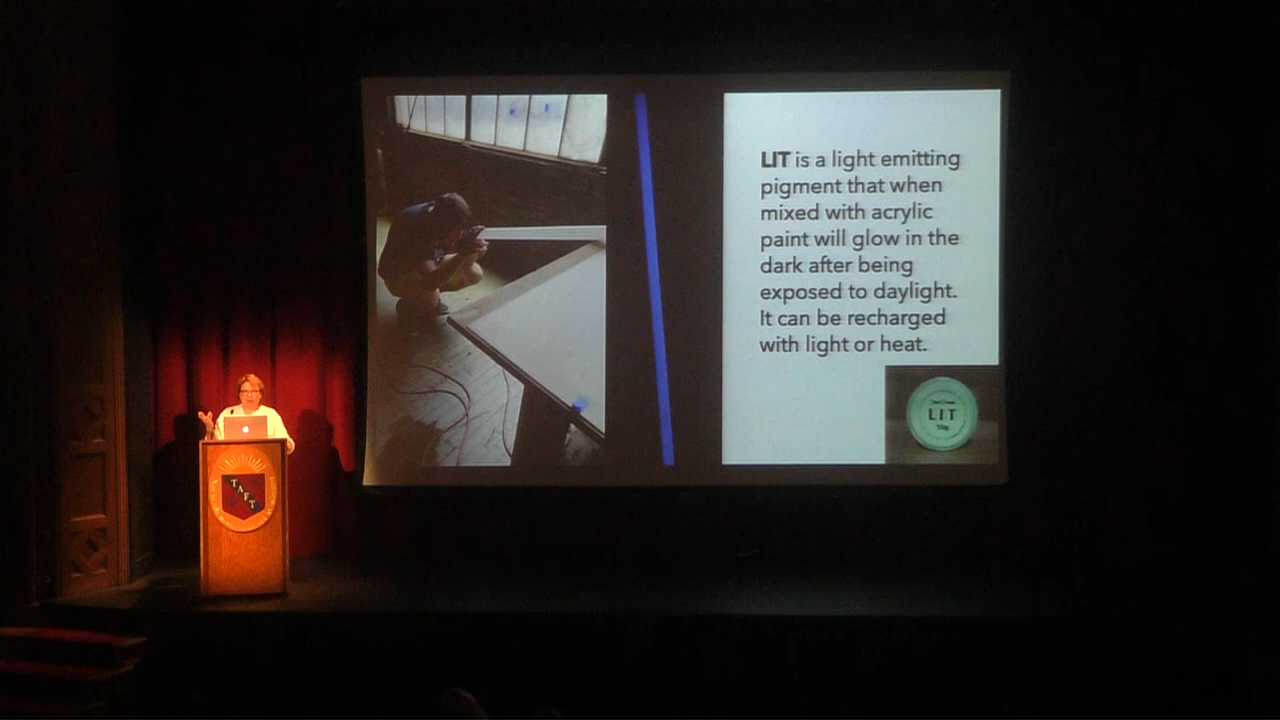 LIT is a light emitting
pigment that when
mixed with acrylic
paint will glow in the
dark after being
exposed to daylight.
It can be recharged
with light or heat.
LIT
TAFT